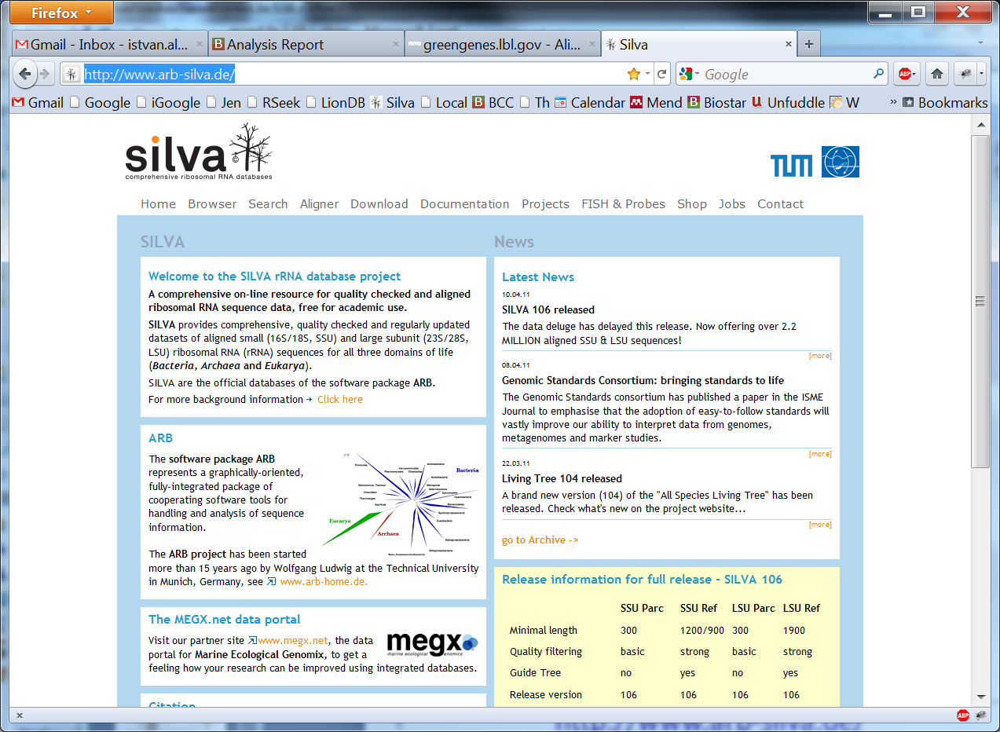 Firefox
Gmail - Inbox - istvan.al...
Analysis Report
greengenes.lbl.gov - Ali...
Silva
http://www.arb-silva.de/
Google
ABP
Gmail Google iGoogle Jen RSeek LionDB Silva Local BCC Th Calendar Mend Biostar Unfuddle W » Bookmarks
silva
comprehensive ribosomal RNA databases
TUM
Home Browser Search Aligner Download Documentation Projects FISH & Probes Shop Jobs Contact
SILVA
Welcome to the SILVA rRNA database project
A comprehensive on-line resource for quality checked and aligned
ribosomal RNA sequence data, free for academic use.
SILVA provides comprehensive, quality checked and regularly updated
datasets of aligned small (16S/18S, SSU) and large subunit (23S/28S,
LSU) ribosomal RNA (rRNA) sequences for all three domains of life
(Bacteria, Archaea and Eukarya).
SILVA are the official databases of the software package ARB.
For more background information → Click here
ARB
The software package ARB
represents a graphically-oriented,
fully-integrated package of
cooperating software tools for
handling and analysis of sequence
information.
Bacteria
Eucarya
Archaea
The ARB project has been started
more than 15 years ago by Wolfgang Ludwig at the Technical University
in Munich, Germany, see www.arb-home.de.
The MEGX.net data portal
Visit our partner site www.megx.net, the data
portal for Marine Ecological Genomix, to get a
feeling how your research can be improved using integrated databases.
megx
marine ecological genomics
Citation
News
Latest News
10.04.11
SILVA 106 released
The data deluge has delayed this release. Now offering over 2.2
MILLION aligned SSU & LSU sequences!
[more]
08.04.11
Genomic Standards Consortium: bringing standards to life
The Genomic Standards consortium has published a paper in the ISME
Journal to emphasise that the adoption of easy-to-follow standards will
vastly improve our ability to interpret data from genomes,
metagenomes and marker studies.
[more]
22.03.11
Living Tree 104 released
A brand new version (104) of the "All Species Living Tree" has been
released. Check what's new on the project website...
[more]
go to Archive ->
Release information for full release - SILVA 106
SSU Parc SSU Ref LSU Parc LSU Ref
Minimal length 300 1200/900 300 1900
Quality filtering basic strong basic strong
Guide Tree no yes no yes
Release version 106 106 106 106
ABP